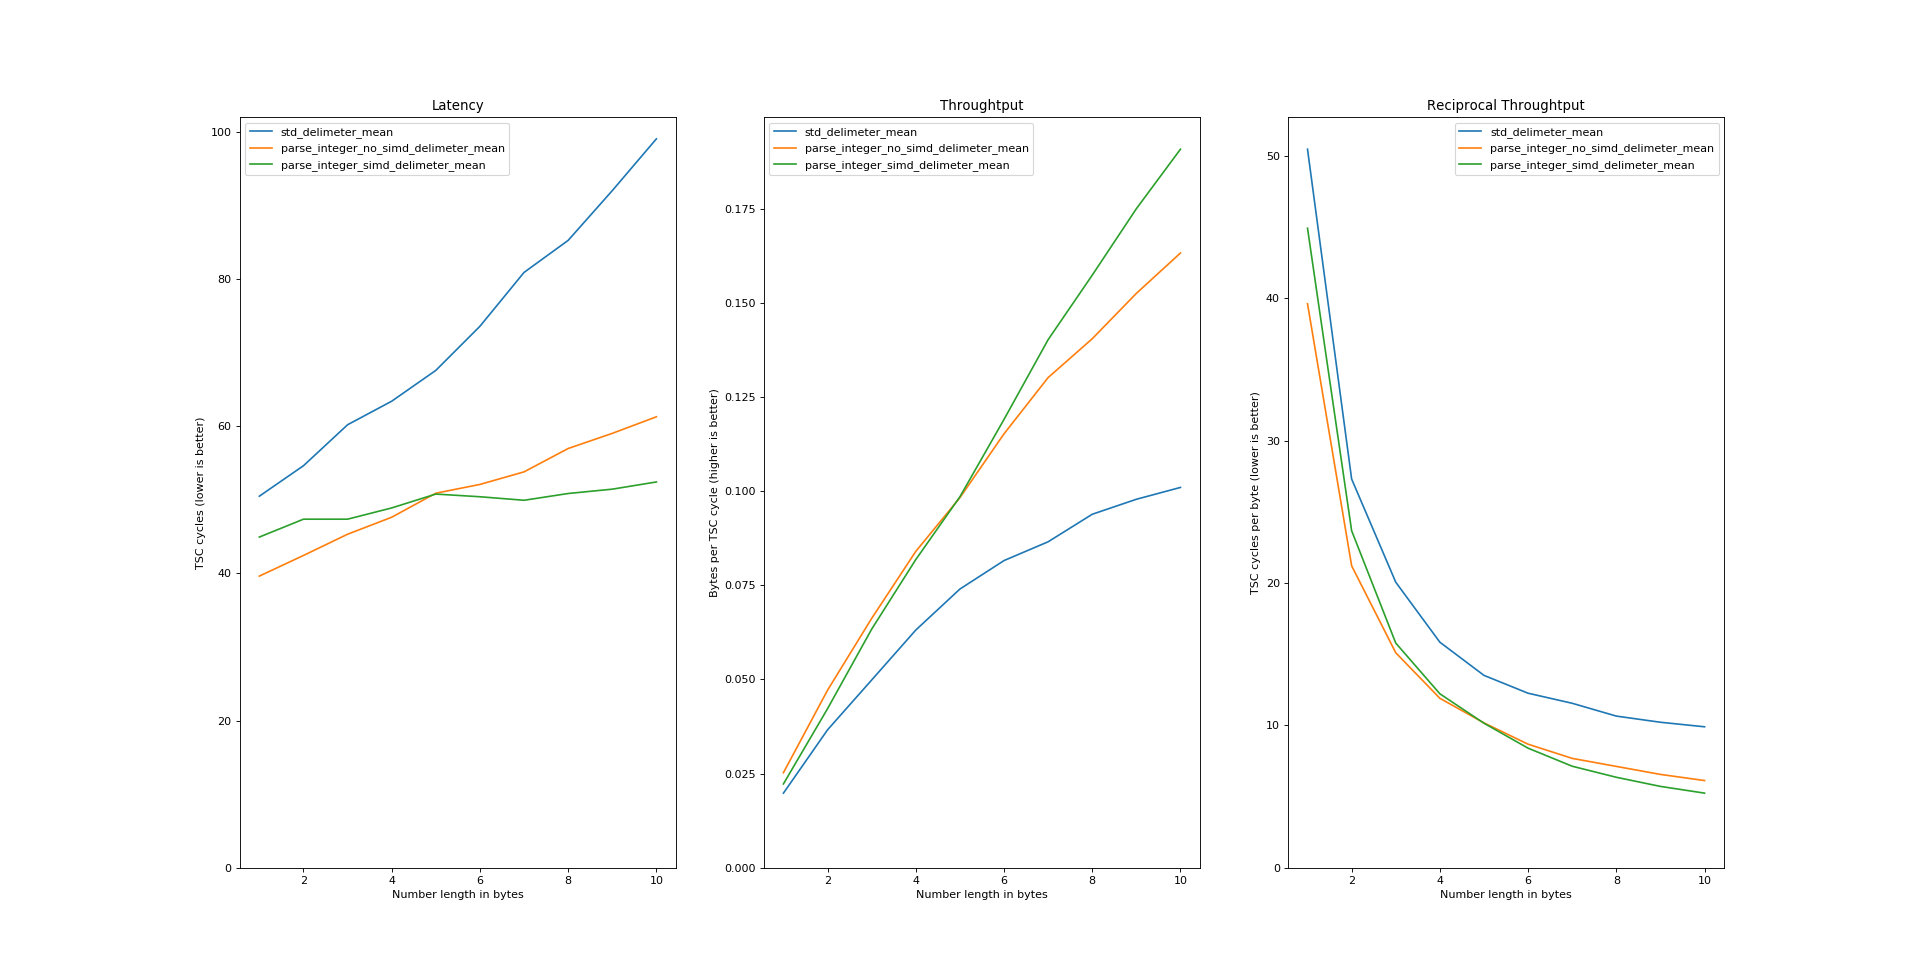 Latency
std_delimeter_mean
parse_integer_no_simd_delimeter_mean
parse_integer_simd_delimeter_mean
TSC cycles (lower is better)
100
80
60
40
20
0
2 4 6 8 10
Number length in bytes
Throughtput
std_delimeter_mean
parse_integer_no_simd_delimeter_mean
parse_integer_simd_delimeter_mean
Bytes per TSC cycle (higher is better)
0.175
0.150
0.125
0.100
0.075
0.050
0.025
0.000
2 4 6 8 10
Number length in bytes
Reciprocal Throughtput
std_delimeter_mean
parse_integer_no_simd_delimeter_mean
parse_integer_simd_delimeter_mean
TSC cycles per byte (lower is better)
50
40
30
20
10
0
2 4 6 8 10
Number length in bytes